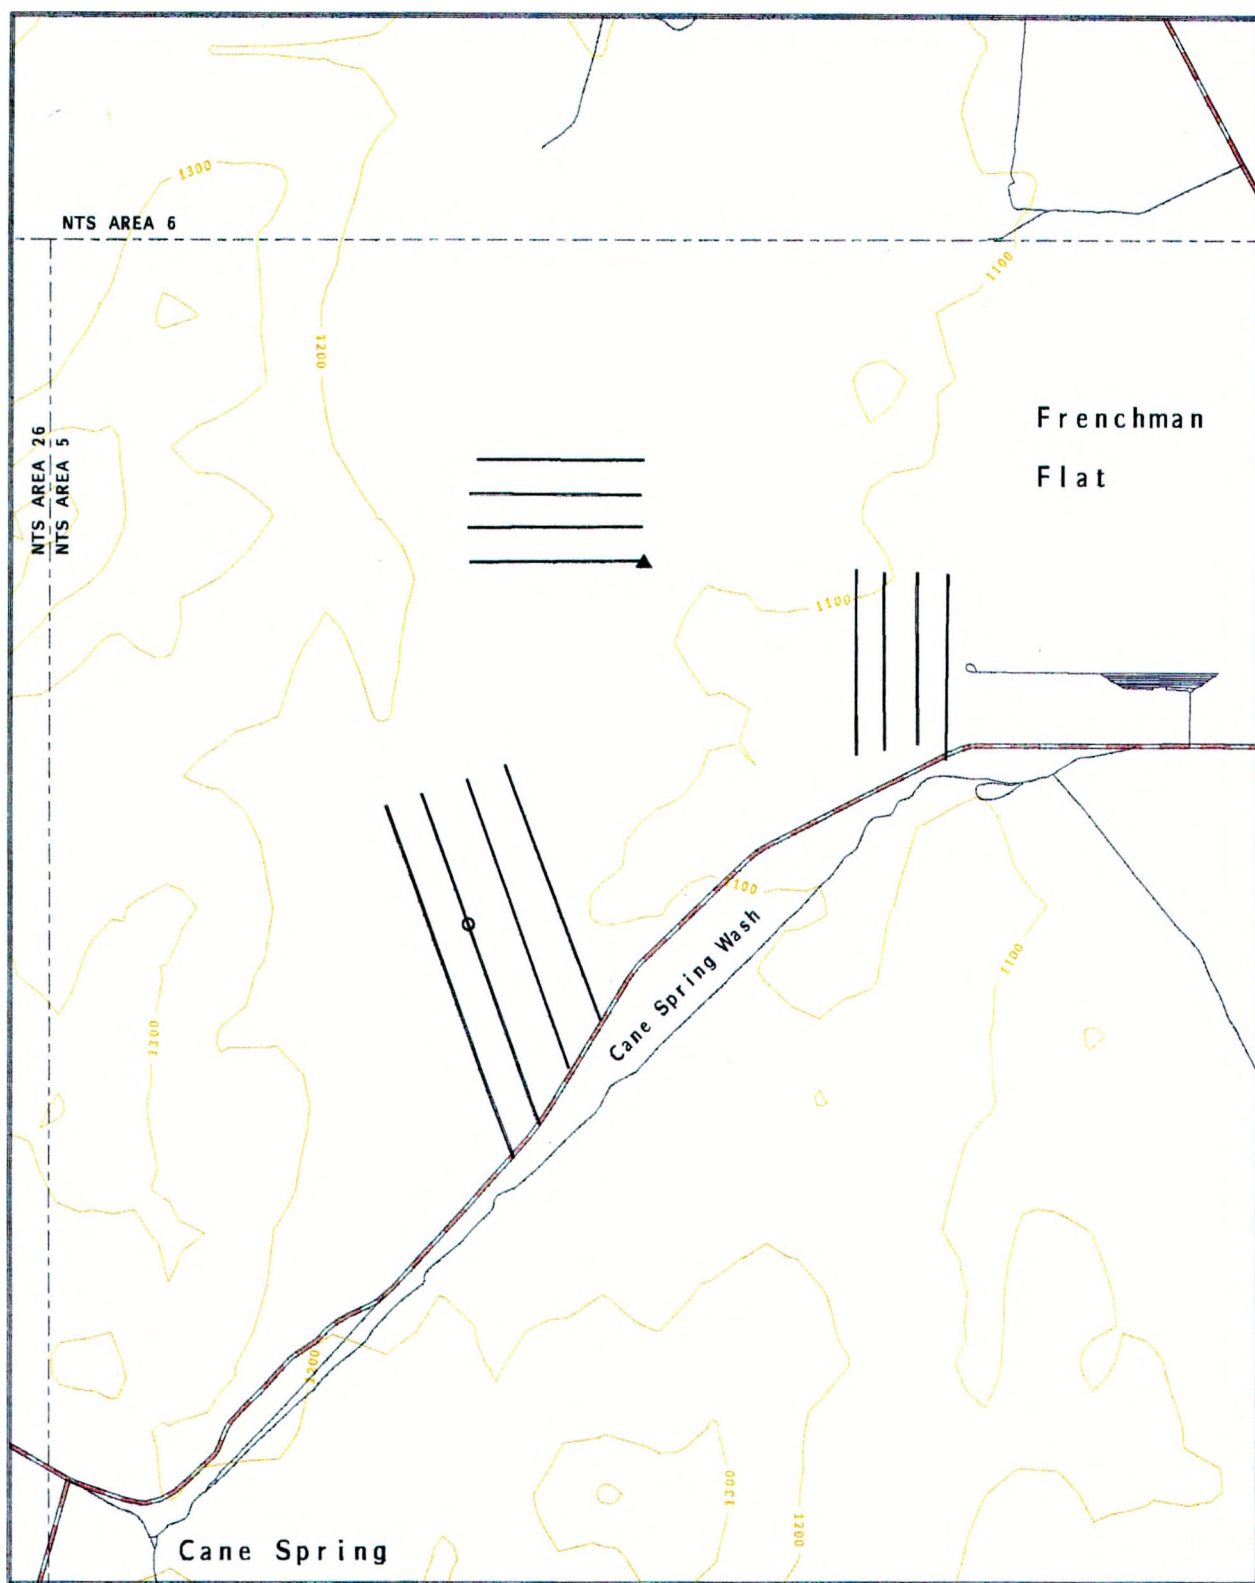 1300
NTS AREA 6
1100
1200
Frenchman
Flat
NTS AREA 26
NTS AREA 5
1100
1100
Cane Spring Wash
1100
1300
1200
1300
1200
Cane Spring